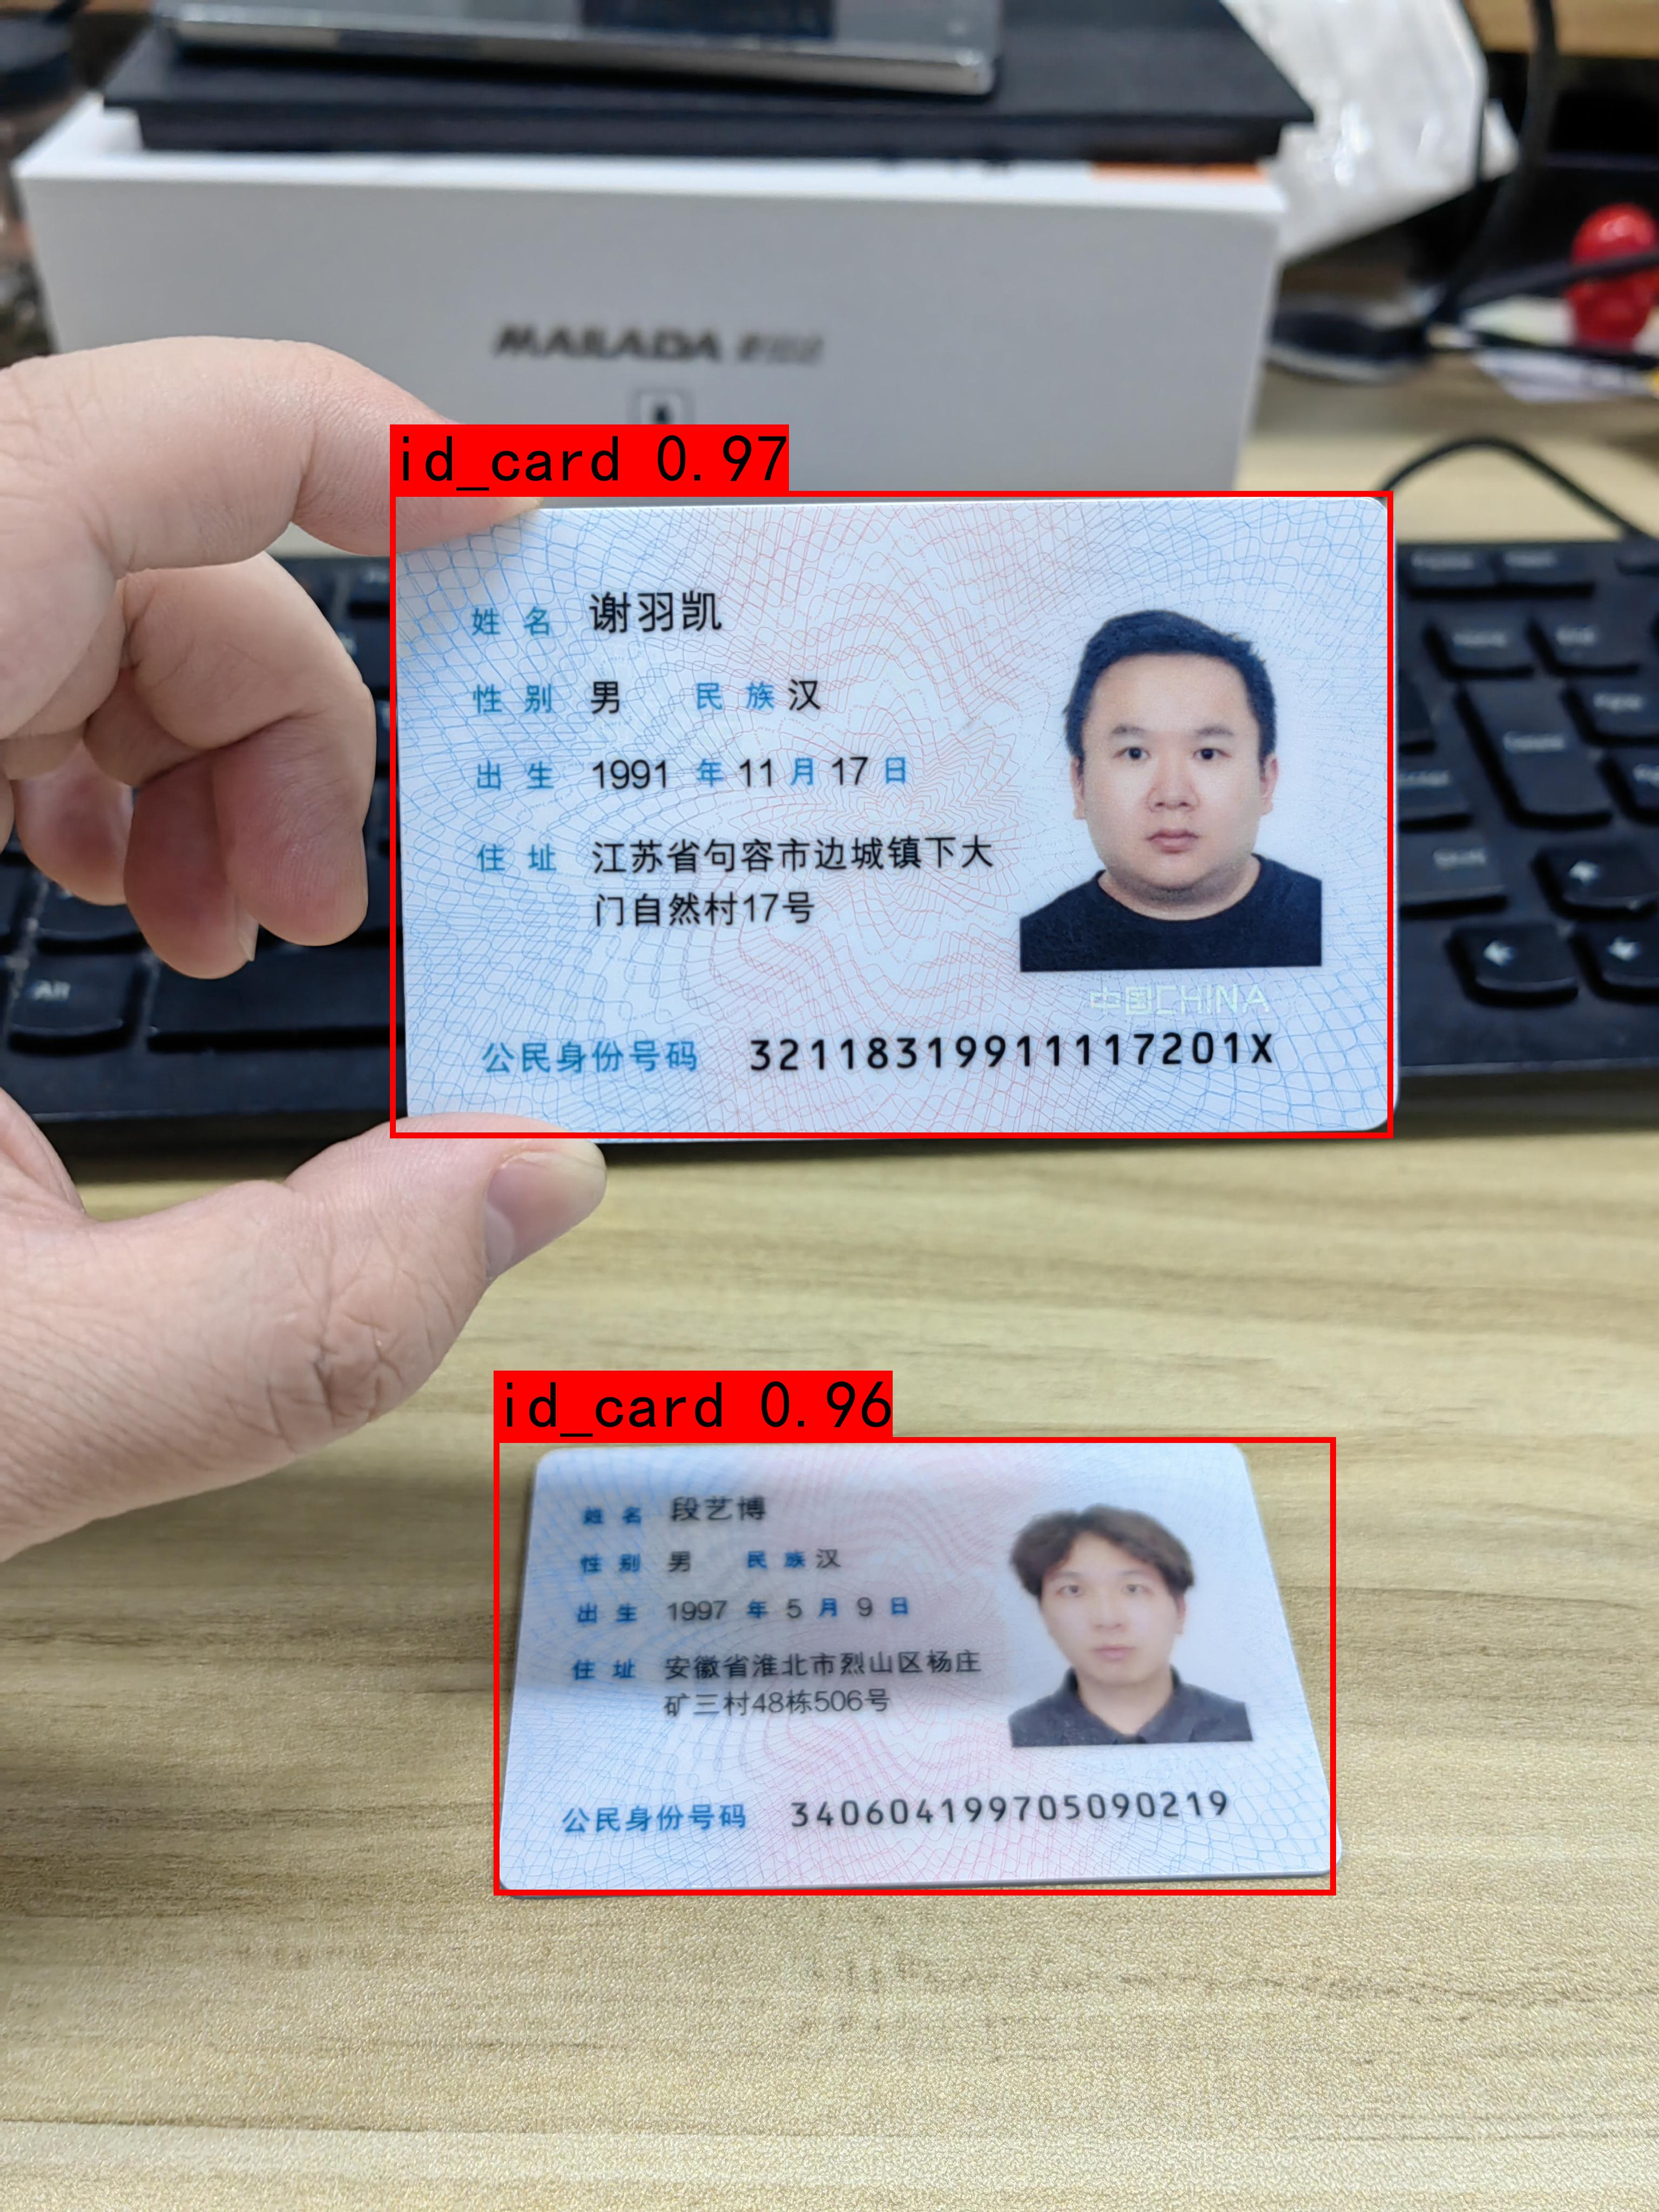 MAILADA
id_card 0.97
姓名 谢羽凯
性别 男 民族 汉
出生 1991 年 11 月 17 日
住址 江苏省句容市边城镇下大
门自然村17号
中国CHINA
公民身份号码 32118319911117201X
Alt
id_card 0.96
姓名 段艺博
性别 男 民族 汉
出生 1997 年 5 月 9 日
住址 安徽省淮北市烈山区杨庄
矿三村48栋506号
公民身份号码 340604199705090219